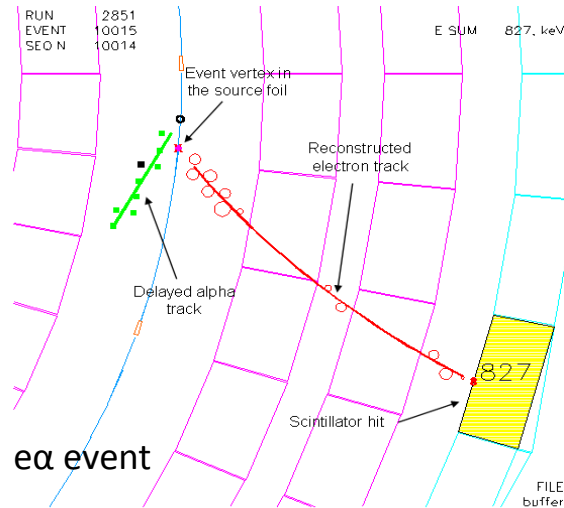 RUN 2851
EVENT 10015
SEQ N 10014
E SUM 827. keV
Event vertex in
the source foil
Reconstructed
electron track
Delayed alpha
track
827
Scintillator hit
eα event
FILE
buffer